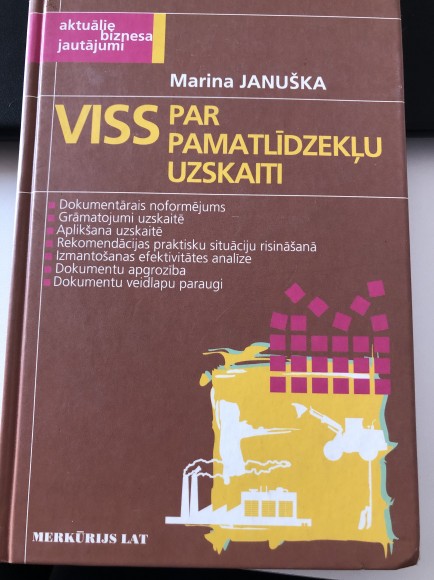 aktuālie
biznesa
jautājumi
Marina JANUŠKA
VISS PAR
PAMATLĪDZEKĻU
UZSKAITI
Dokumentārais noformējums
Grāmatojumi uzskaitē
Aplikšana uzskaitē
Rekomendācijas praktisku situāciju risināšanā
Izmantošanas efektivitātes analīze
Dokumentu apgrozība
Dokumentu veidlapu paraugi
MERKŪRIJS LAT